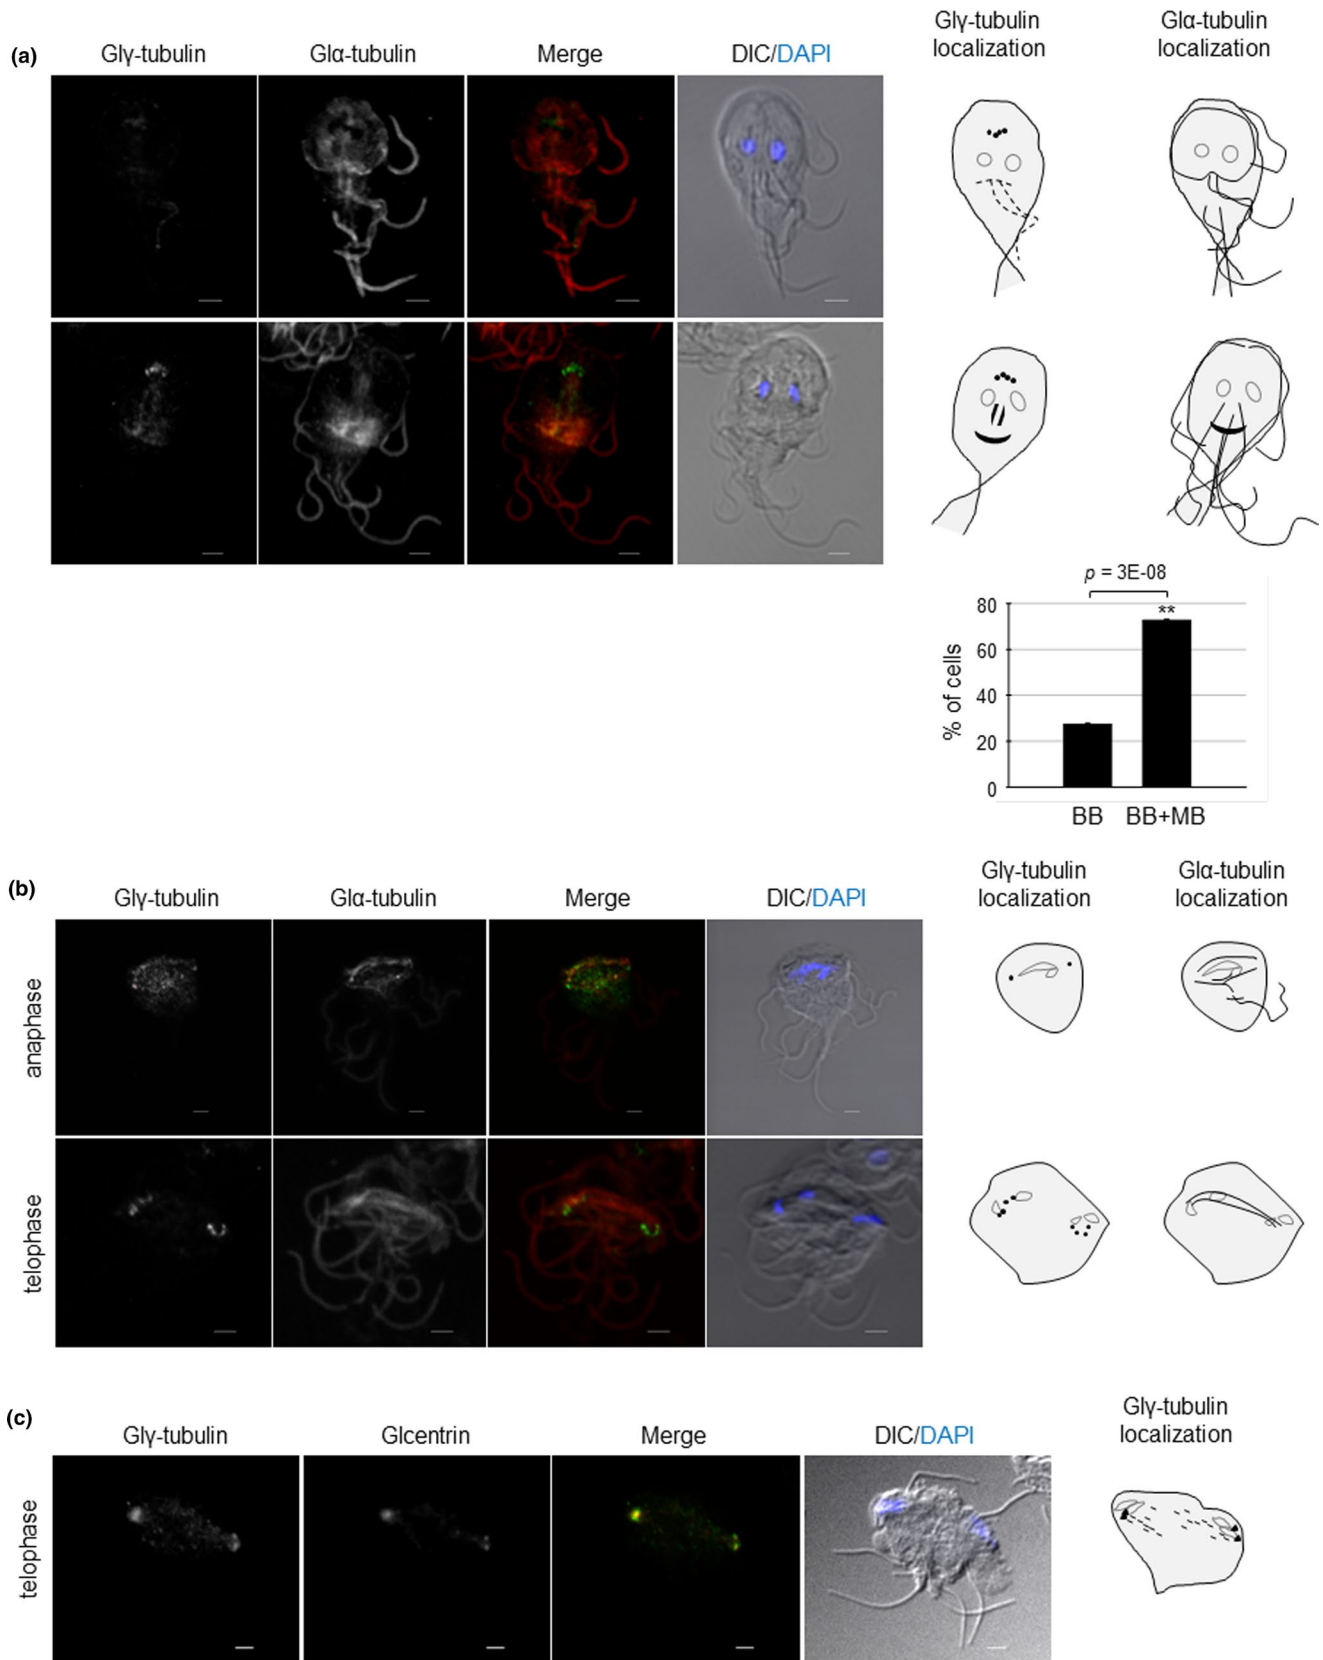 (a)
Glγ-tubulin
Glα-tubulin
Merge
DIC/DAPI
Glγ-tubulin
localization
Glα-tubulin
localization
p = 3E-08
**
80
60
40
20
0
% of cells
BB
BB+MB
(b)
Glγ-tubulin
Glα-tubulin
Merge
DIC/DAPI
Glγ-tubulin
localization
Glα-tubulin
localization
anaphase
telophase
(c)
Glγ-tubulin
Glcentrin
Merge
DIC/DAPI
Glγ-tubulin
localization
telophase